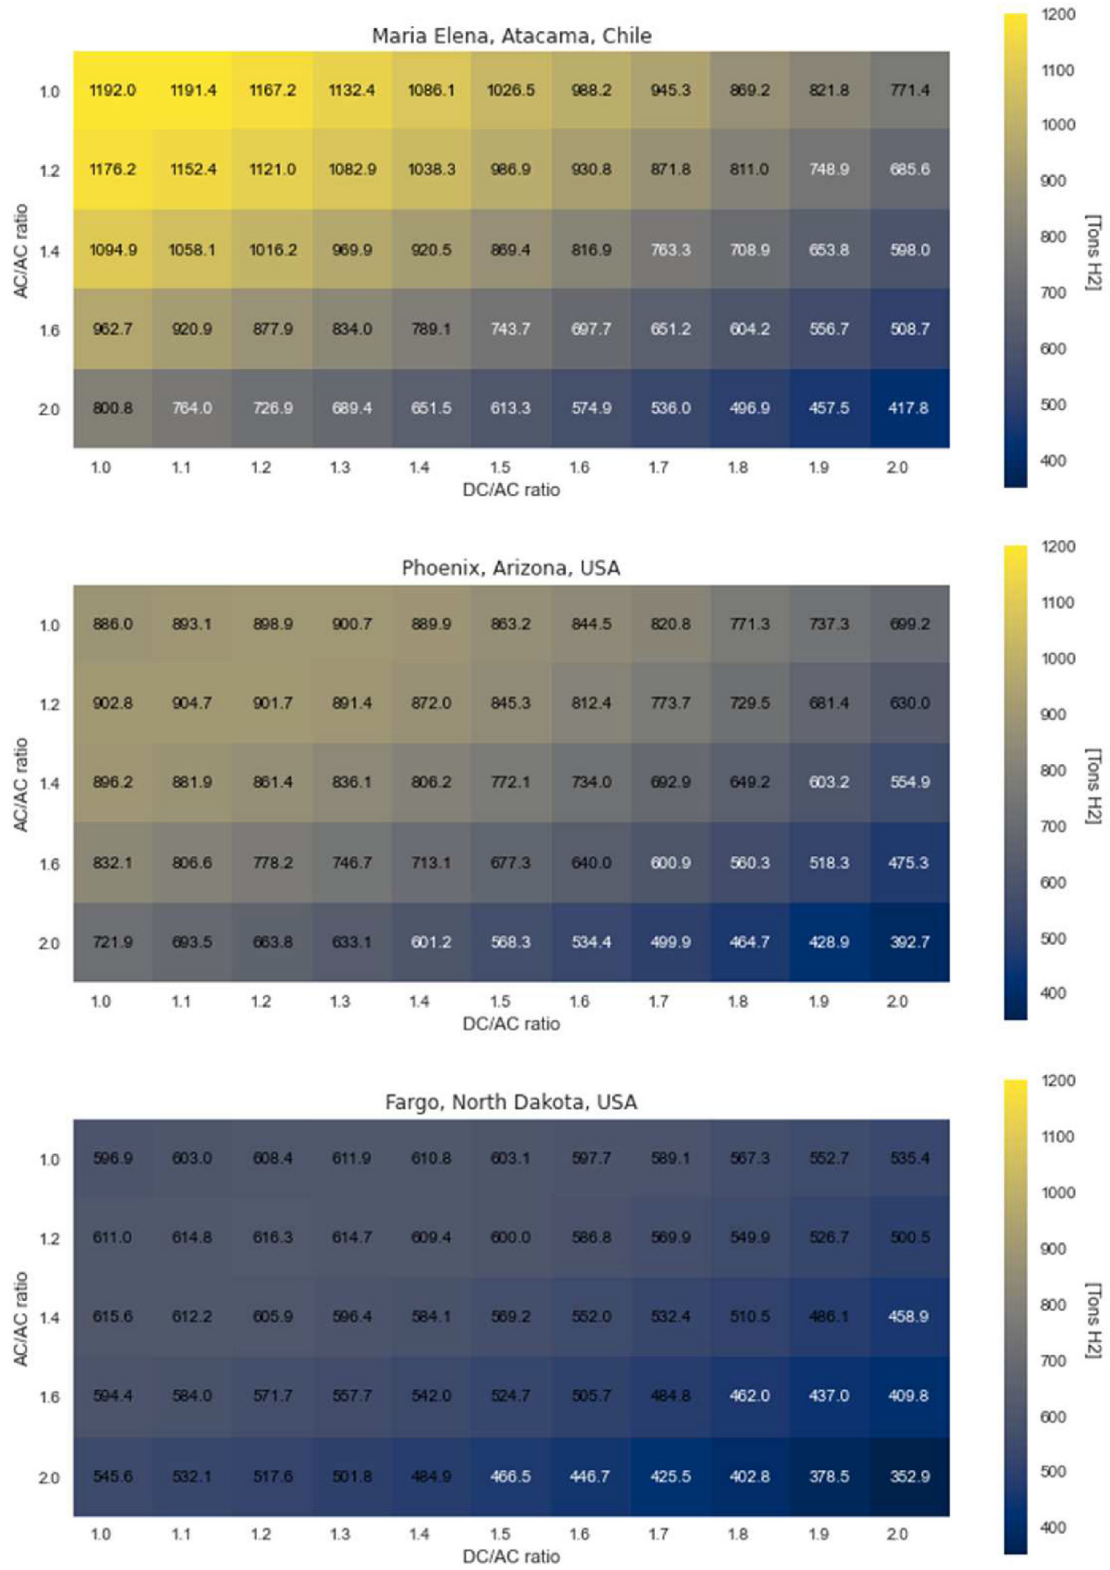 Maria Elena, Atacama, Chile
1200
1.0 1192.0 1191.4 1167.2 1132.4 1086.1 1026.5 988.2 945.3 869.2 821.8 771.4
1100
1000
1.2 1176.2 1152.4 1121.0 1082.9 1038.3 986.9 930.8 871.8 811.0 748.9 685.6
900
AC/AC ratio
1.4 1094.9 1058.1 1016.2 969.9 920.5 869.4 816.9 763.3 708.9 653.8 598.0
800
[Tons H2]
700
1.6 962.7 920.9 877.9 834.0 789.1 743.7 697.7 651.2 604.2 556.7 508.7
600
2.0 800.8 764.0 726.9 689.4 651.5 613.3 574.9 536.0 496.9 457.5 417.8
500
400
1.0 1.1 1.2 1.3 1.4 1.5 1.6 1.7 1.8 1.9 2.0
DC/AC ratio
Phoenix, Arizona, USA
1200
1.0 886.0 893.1 898.9 900.7 889.9 863.2 844.5 820.8 771.3 737.3 699.2
1100
1000
1.2 902.8 904.7 901.7 891.4 872.0 845.3 812.4 773.7 729.5 681.4 630.0
900
AC/AC ratio
1.4 896.2 881.9 861.4 836.1 806.2 772.1 734.0 692.9 649.2 603.2 554.9
800
[Tons H2]
700
1.6 832.1 806.6 778.2 746.7 713.1 677.3 640.0 600.9 560.3 518.3 475.3
600
2.0 721.9 693.5 663.8 633.1 601.2 568.3 534.4 499.9 464.7 428.9 392.7
500
400
1.0 1.1 1.2 1.3 1.4 1.5 1.6 1.7 1.8 1.9 2.0
DC/AC ratio
Fargo, North Dakota, USA
1200
1.0 596.9 603.0 608.4 611.9 610.8 603.1 597.7 589.1 567.3 552.7 535.4
1100
1000
1.2 611.0 614.8 616.3 614.7 609.4 600.0 586.8 569.9 549.9 526.7 500.5
900
AC/AC ratio
1.4 615.6 612.2 605.9 596.4 584.1 569.2 552.0 532.4 510.5 486.1 458.9
800
[Tons H2]
700
1.6 594.4 584.0 571.7 557.7 542.0 524.7 505.7 484.8 462.0 437.0 409.8
600
2.0 545.6 532.1 517.6 501.8 484.9 466.5 446.7 425.5 402.8 378.5 352.9
500
400
1.0 1.1 1.2 1.3 1.4 1.5 1.6 1.7 1.8 1.9 2.0
DC/AC ratio